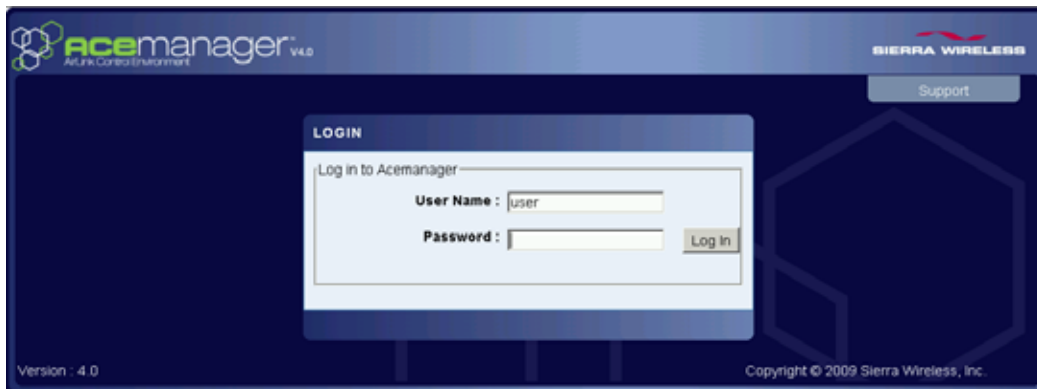 Acemanager V4.0
AirLink Control Environment
SIERRA WIRELESS
Support
LOGIN
Log in to Acemanager
User Name : user
Password :
Log In
Version : 4.0
Copyright © 2009 Sierra Wireless, Inc.